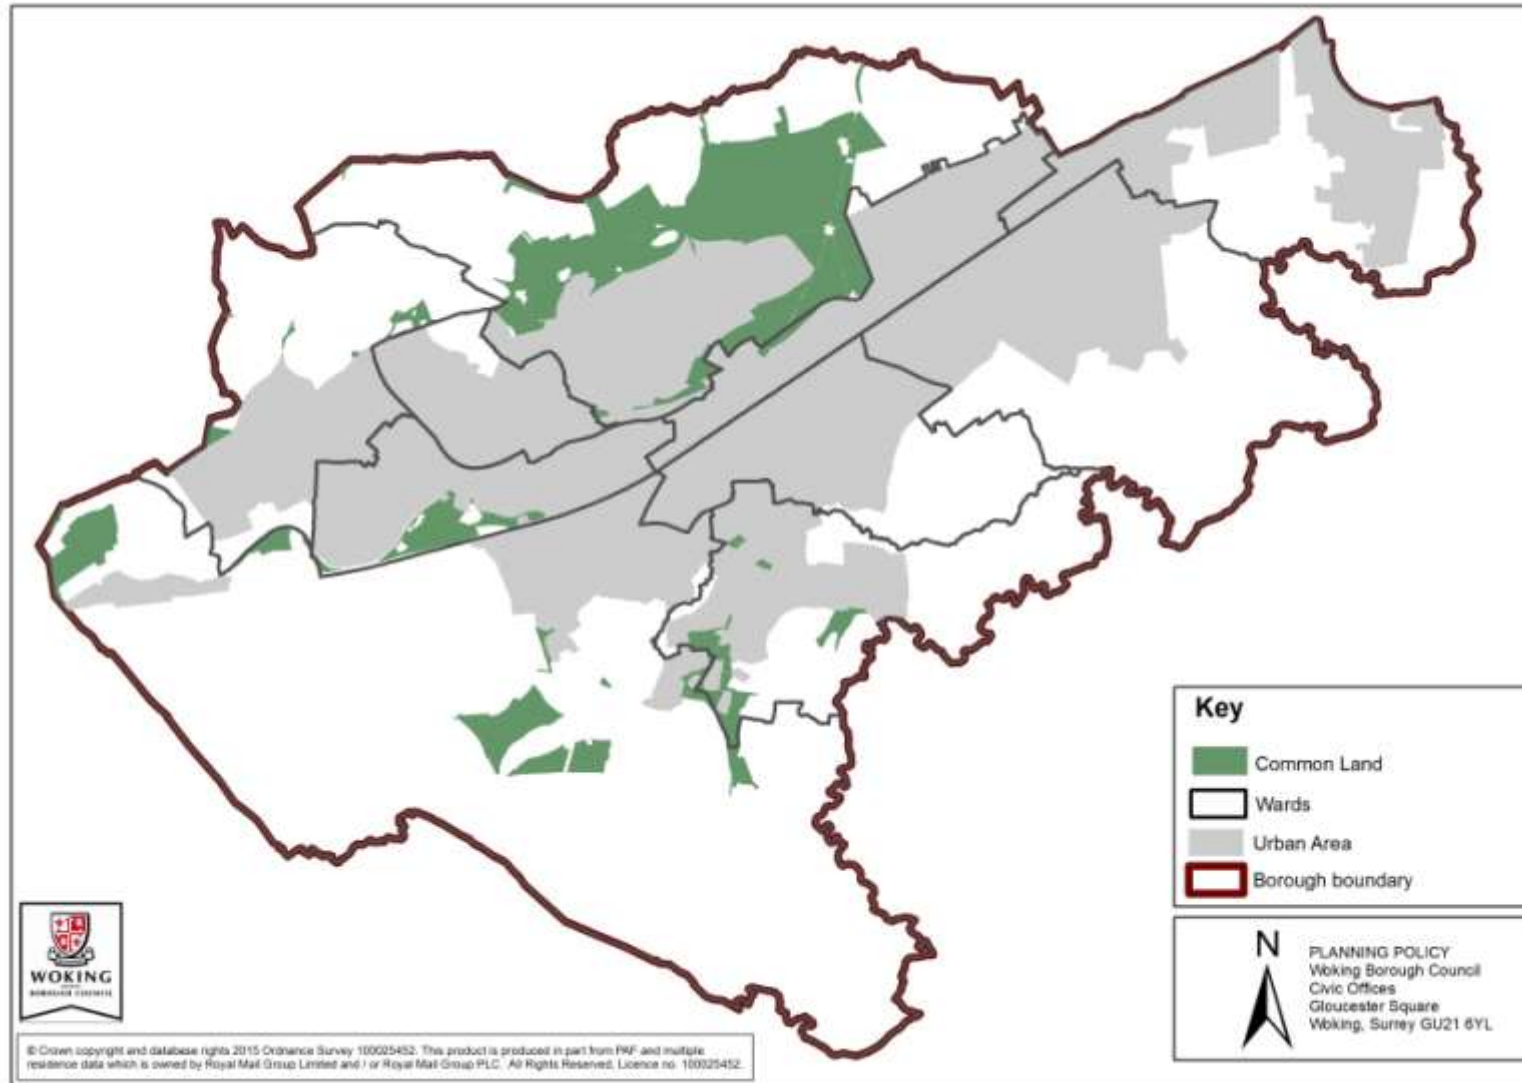 Key
Common Land
Wards
Urban Area
Borough boundary
N
PLANNING POLICY
Woking Borough Council
Civic Offices
Gloucester Square
Woking, Surrey GU21 6YL
WOKING
BOROUGH COUNCIL
© Crown copyright and database rights 2015 Ordnance Survey 100025452. This product is produced in part from PAF and multiple
residence data which is owned by Royal Mail Group Limited and / or Royal Mail Group PLC. All Rights Reserved, Licence no. 100025452.